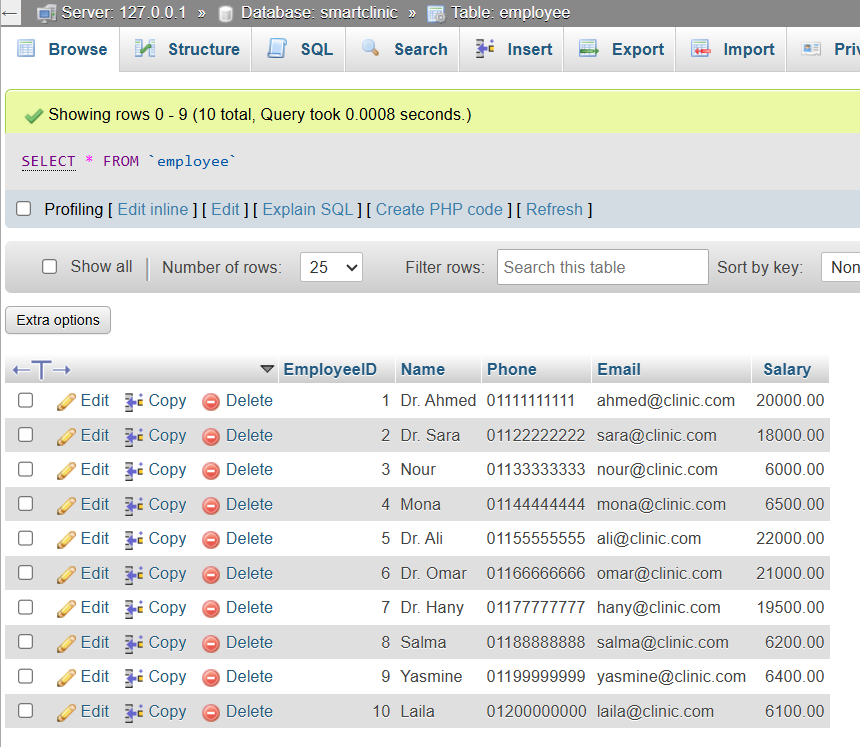 Server: 127.0.0.1 » Database: smartclinic » Table: employee
Browse Structure SQL Search Insert Export Import
Showing rows 0 - 9 (10 total, Query took 0.0008 seconds.)
SELECT * FROM `employee`
Profiling [ Edit inline ] [ Edit ] [ Explain SQL ] [ Create PHP code ] [ Refresh ]
Show all Number of rows: 25 Filter rows: Search this table Sort by key:
Extra options
←T→ EmployeeID Name Phone Email Salary
Edit Copy Delete 1 Dr. Ahmed 01111111111 ahmed@clinic.com 20000.00
Edit Copy Delete 2 Dr. Sara 01122222222 sara@clinic.com 18000.00
Edit Copy Delete 3 Nour 01133333333 nour@clinic.com 6000.00
Edit Copy Delete 4 Mona 01144444444 mona@clinic.com 6500.00
Edit Copy Delete 5 Dr. Ali 01155555555 ali@clinic.com 22000.00
Edit Copy Delete 6 Dr. Omar 01166666666 omar@clinic.com 21000.00
Edit Copy Delete 7 Dr. Hany 01177777777 hany@clinic.com 19500.00
Edit Copy Delete 8 Salma 01188888888 salma@clinic.com 6200.00
Edit Copy Delete 9 Yasmine 01199999999 yasmine@clinic.com 6400.00
Edit Copy Delete 10 Laila 01200000000 laila@clinic.com 6100.00